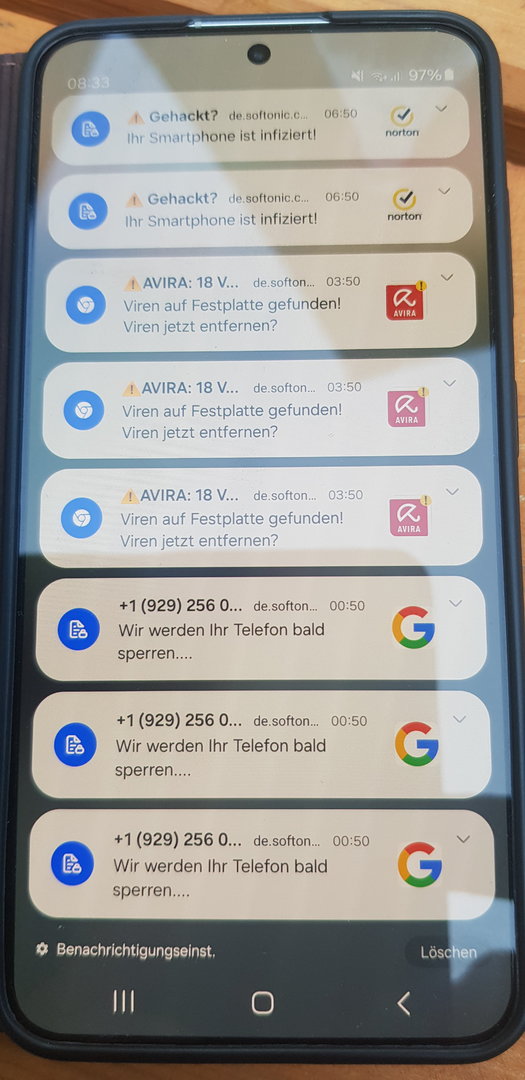 08:33 97%
Gehackt? de.softonic.c... 06:50
Ihr Smartphone ist infiziert!
norton
Gehackt? de.softonic.c... 06:50
Ihr Smartphone ist infiziert!
norton
AVIRA: 18 V... de.softon... 03:50
Viren auf Festplatte gefunden!
Viren jetzt entfernen?
AVIRA
AVIRA: 18 V... de.softon... 03:50
Viren auf Festplatte gefunden!
Viren jetzt entfernen?
AVIRA
AVIRA: 18 V... de.softon... 03:50
Viren auf Festplatte gefunden!
Viren jetzt entfernen?
AVIRA
+1 (929) 256 0... de.softon... 00:50
Wir werden Ihr Telefon bald
sperren....
+1 (929) 256 0... de.softon... 00:50
Wir werden Ihr Telefon bald
sperren....
+1 (929) 256 0... de.softon... 00:50
Wir werden Ihr Telefon bald
sperren....
Benachrichtigungseinst. Löschen